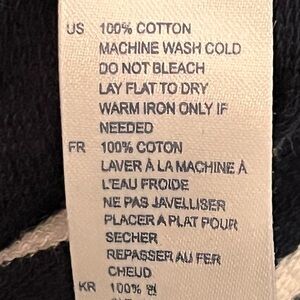 US 100% COTTON
MACHINE WASH COLD
DO NOT BLEACH
LAY FLAT TO DRY
WARM IRON ONLY IF
NEEDED
FR 100% COTON
LAVER À LA MACHINE À
L'EAU FROIDE
NE PAS JAVELLISER
PLACER A PLAT POUR
SECHER
REPASSER AU FER
CHEUD
KR 100% 면